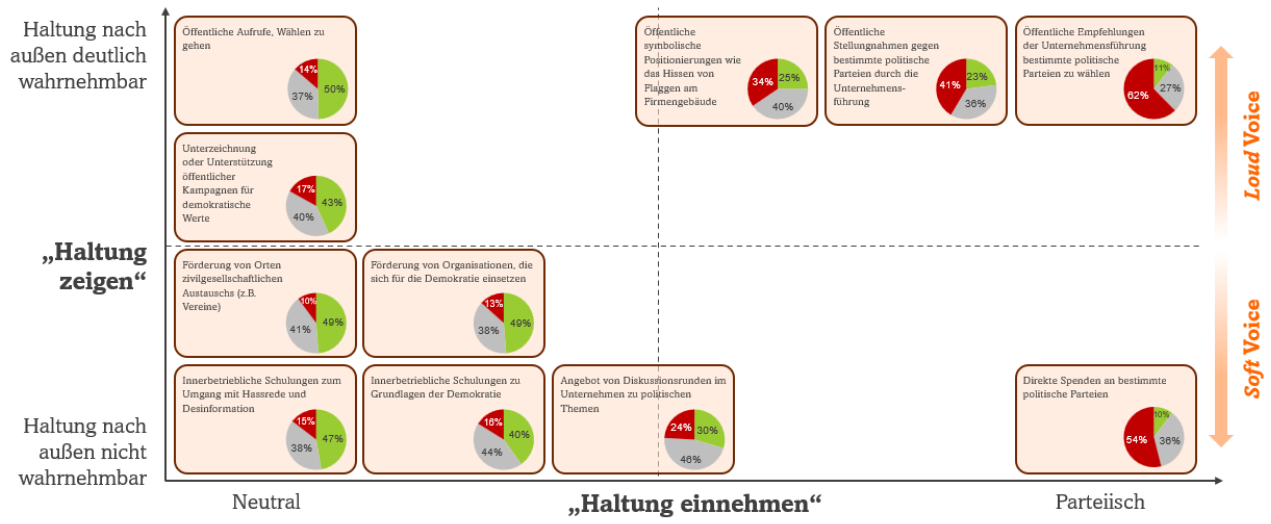 Haltung nach
außen deutlich
wahrnehmbar
Öffentliche Aufrufe, Wählen zu
gehen
14%
50%
37%
Öffentliche
symbolische
Positionierungen wie
das Hissen von
Flaggen am
Firmengebäude
34%
25%
40%
Öffentliche
Stellungnahmen gegen
bestimmte politische
Parteien durch die
Unternehmens-
führung
41%
23%
36%
Öffentliche Empfehlungen
der Unternehmensführung
bestimmte politische
Parteien zu wählen
11%
27%
62%
Loud Voice
Unterzeichnung
oder Unterstützung
öffentlicher
Kampagnen für
demokratische
Werte
17%
43%
40%
„Haltung
zeigen“
Förderung von Orten
zivilgesellschaftlichen
Austauschs (z.B.
Vereine)
10%
49%
41%
Förderung von Organisationen, die
sich für die Demokratie einsetzen
13%
49%
38%
Soft Voice
Haltung nach
außen nicht
wahrnehmbar
Innerbetriebliche Schulungen zum
Umgang mit Hassrede und
Desinformation
15%
47%
38%
Innerbetriebliche Schulungen zu
Grundlagen der Demokratie
16%
40%
44%
Angebot von Diskussionsrunden im
Unternehmen zu politischen
Themen
24%
30%
46%
Direkte Spenden an bestimmte
politische Parteien
10%
54%
36%
Neutral
„Haltung einnehmen“
Parteiisch